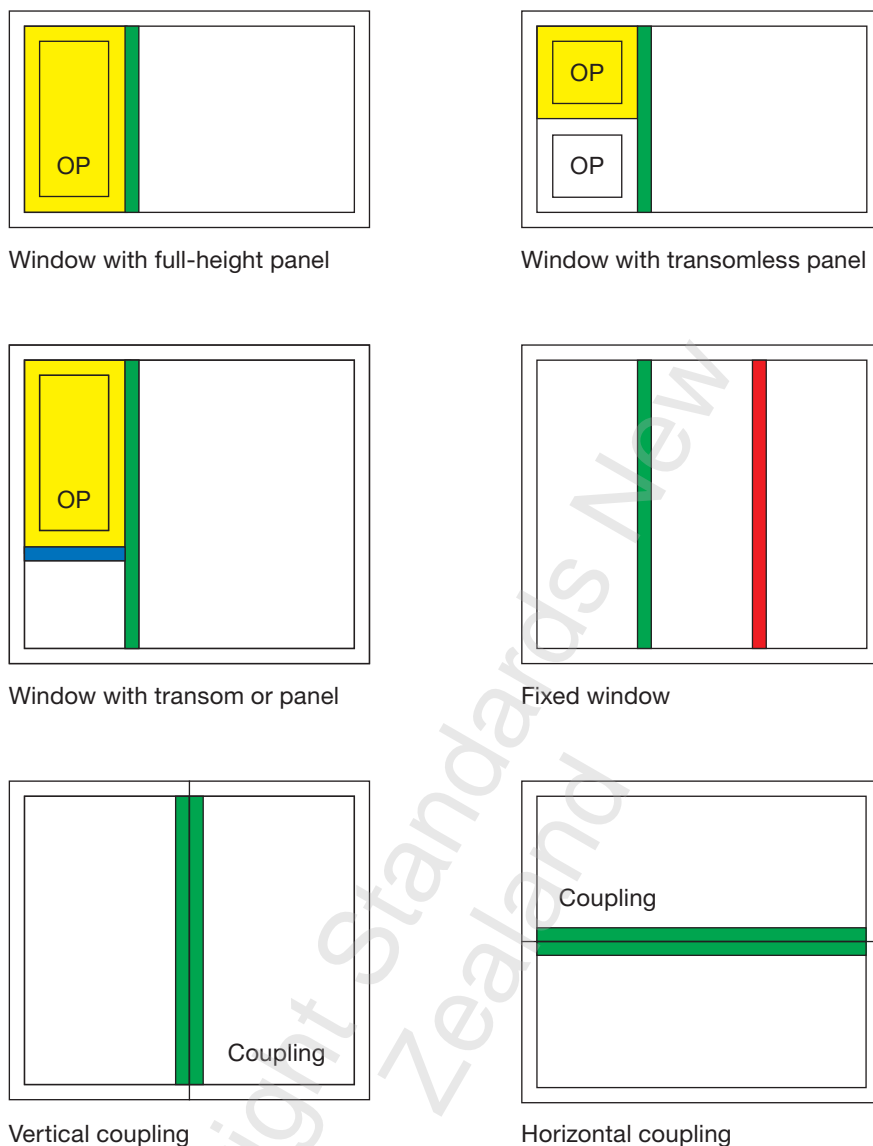 OP
OP
OP
Window with full-height panel
Window with transomless panel
OP
Window with transom or panel
Fixed window
Coupling
Coupling
Vertical coupling
Horizontal coupling
ight Standards New
Zealand